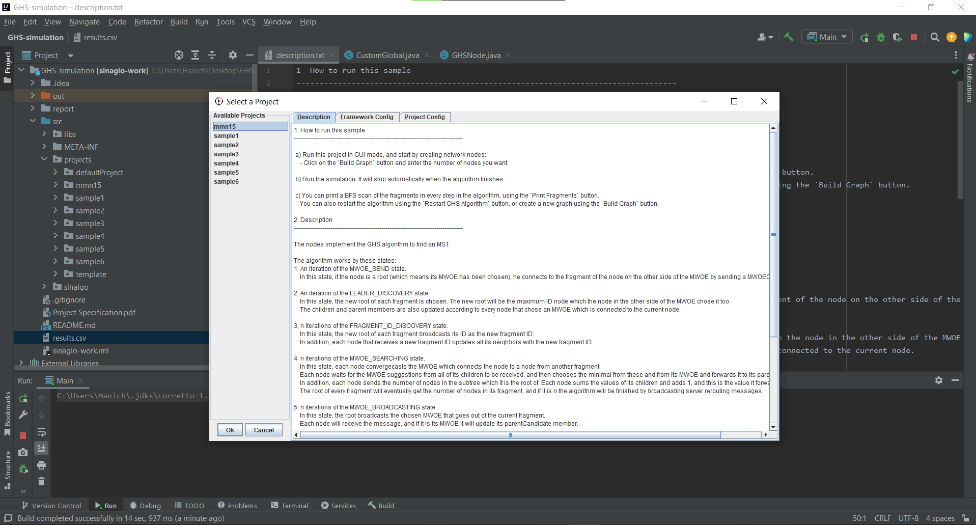 GHS-simulation – description.txt
File Edit View Navigate Code Refactor Build Run Tools VCS Window Help
GHS-simulation results.csv
Main
Project
description.txt
CustomGlobal.java
GHSNode.java
Project
Notifications
GHS-simulation [sinaglo-work] C:\Users\Hanich\Desktop\GHS
.idea
out
report
src
libs
META-INF
projects
defaultProject
mmn15
sample1
sample2
sample3
sample4
sample5
sample6
template
sinalgo
.gitignore
Project Specification.pdf
README.md
results.csv
sinaglo-work.iml
External Libraries
1 1 How to run this sample
2 --------------------------------------------------------------------------------
button.
ng the `Build Graph` button.
nt of the node on the other side of the
h the node in the other side of the MWOE
connected to the current node.
Select a Project
Available Projects
mmn15
sample1
sample2
sample3
sample4
sample5
sample6
Ok
Cancel
Description
Framework Config
Project Config
1 How to run this sample
--------------------------------------------------------------------------------
a) Run this project in GUI mode, and start by creating network nodes:
- Click on the `Build Graph` button and enter the number of nodes you want.
b) Run the simulation. It will stop automatically when the algorithm finishes.
c) You can print a BFS scan of the fragments in every step in the algorithm, using the `Print Fragments` button.
You can also restart the algorithm using the `Restart GHS Algorithm` button, or create a new graph using the `Build Graph` button.
2 Description
--------------------------------------------------------------------------------
The nodes implement the GHS algorithm to find an MST.
The algorithm works by these states:
1. An iteration of the MWOE_SEND state.
In this state, if the node is a root (which means its MWOE has been chosen), he connects to the fragment of the node on the other side of the MWOE by sending a MWOEC
2. An iteration of the LEADER_DISCOVERY state.
In this state, the new root of each fragment is chosen. The new root will be the maximum ID node which the node in the other side of the MWOE chose it too.
The children and parent members are also updated according to every node that chose an MWOE which is connected to the current node.
3. n iterations of the FRAGMENT_ID_DISCOVERY state.
In this state, the new root of each fragment broadcasts its ID as the new fragment ID.
In addition, each node that receives a new fragment ID updates all its neighbors with the new fragment ID.
4. n iterations of the MWOE_SEARCHING state.
In this state, each node convergecasts the MWOE which connects the node to a node from another fragment.
Each node waits for the MWOE suggestions from all of its children to be received, and then chooses the minimal from those and from its MWOE and forwards it to its pare
In addition, each node sends the number of nodes in the subtree which it is the root of. Each node sums the values of its children and adds 1, and this is the value it forwa
The root of every fragment will eventually get the number of nodes in its fragment, and if it is n the algorithm will be finished by broadcasting server rerouting messages.
5. n iterations of the MWOE_BROADCASTING state.
In this state, the root broadcasts the chosen MWOE that goes out of the current fragment.
Each node will receive the message, and if it is its MWOE it will update its parentCandidate member.
Run: Main
C:\Users\Hanich\.jdks\corretto-1.
Bookmarks
Structure
Version Control Run Debug TODO Problems Terminal Services Build
Build completed successfully in 14 sec, 937 ms (a minute ago)
50:1 CRLF UTF-8 4 spaces